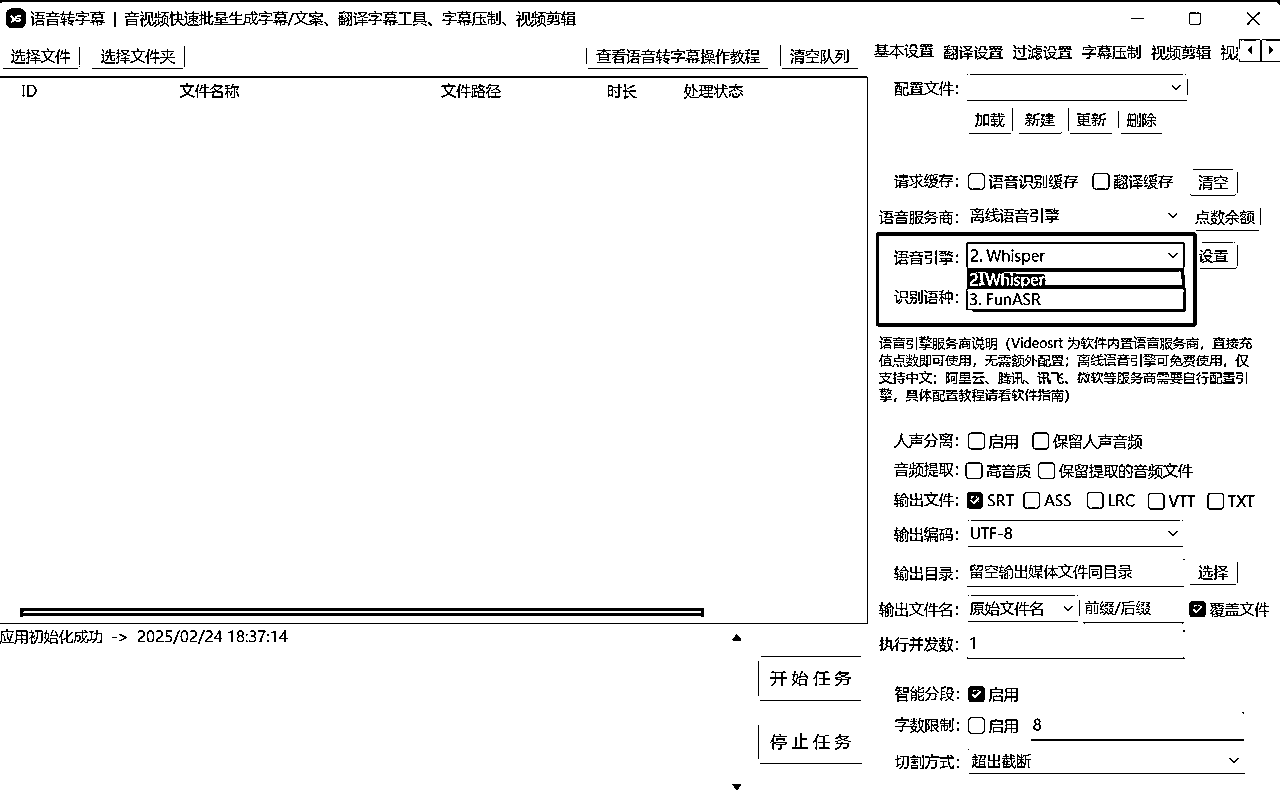 语音转字幕 | 音视频快速批量生成字幕/文案、翻译字幕工具、字幕压制、视频剪辑
选择文件 选择文件夹 查看语音转字幕操作教程 清空队列
基本设置 翻译设置 过滤设置 字幕压制 视频剪辑 视
ID 文件名称 文件路径 时长 处理状态
配置文件：
加载 新建 更新 删除
请求缓存： 语音识别缓存 翻译缓存 清空
语音服务商： 离线语音引擎 点数余额
语音引擎： 2. Whisper 设置
2. Whisper
识别语种： 3. FunASR
语音引擎服务商说明（Videosrt 为软件内置语音服务商，直接充
值点数即可使用，无需额外配置；离线语音引擎可免费使用，仅
支持中文；阿里云、腾讯、讯飞、微软等服务商需要自行配置引
擎，具体配置教程请看软件指南）
人声分离： 启用 保留人声音频
音频提取： 高音质 保留提取的音频文件
输出文件： SRT ASS LRC VTT TXT
输出编码： UTF-8
输出目录： 留空输出媒体文件同目录 选择
输出文件名： 原始文件名 前缀/后缀 覆盖文件
执行并发数： 1
智能分段： 启用
字数限制： 启用 8
切割方式： 超出截断
应用初始化成功 -> 2025/02/24 18:37:14
开始任务
停止任务